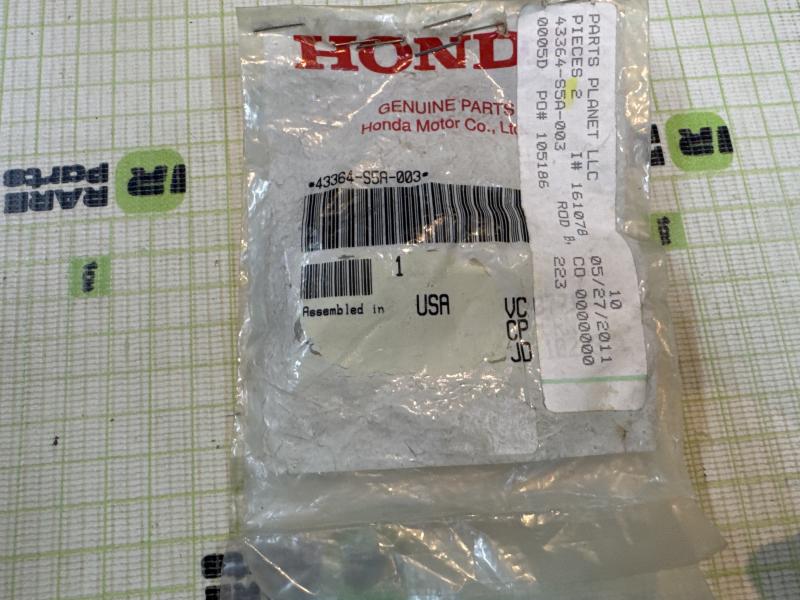 HOND
GENUINE PARTS
Honda Motor Co., Lt
*43364-S5A-003*
1
Assembled in USA
VC
CP
JD
PARTS PLANET LLC 10
PIECES 2 I# 161078 05/27/2011
43364-S5A-003 CO 0000000
0005D PO# 105186 ROD B, 223
RARE
Parts
1cm
1cm